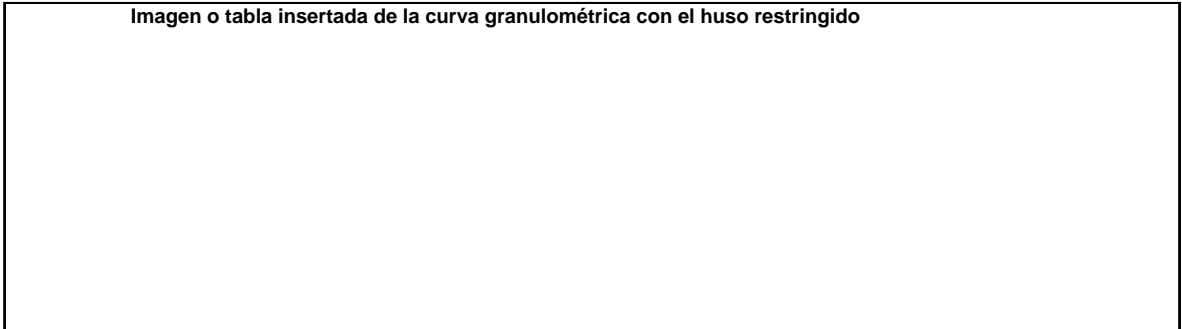 Imagen o tabla insertada de la curva granulométrica con el huso restringido